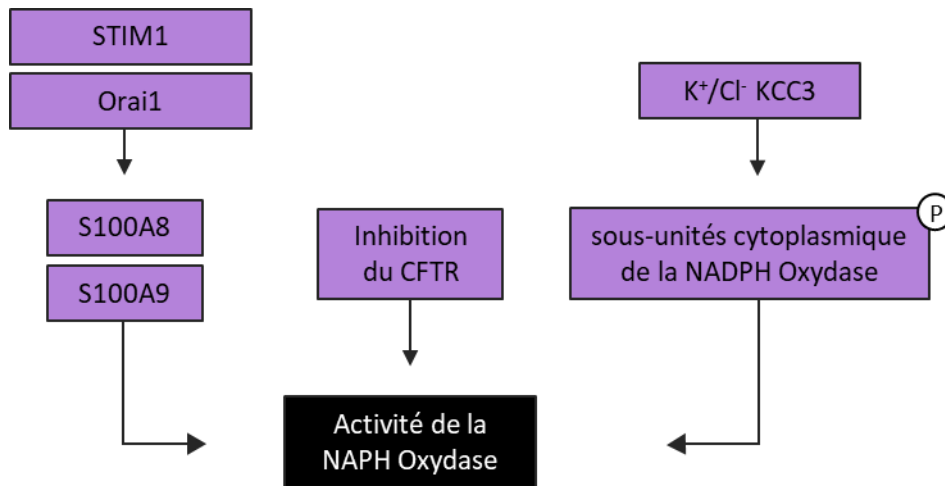 STIM1
Orai1
S100A8
S100A9
Inhibition
du CFTR
K⁺/Cl⁻ KCC3
P
sous-unités cytoplasmique
de la NADPH Oxydase
Activité de la
NAPH Oxydase